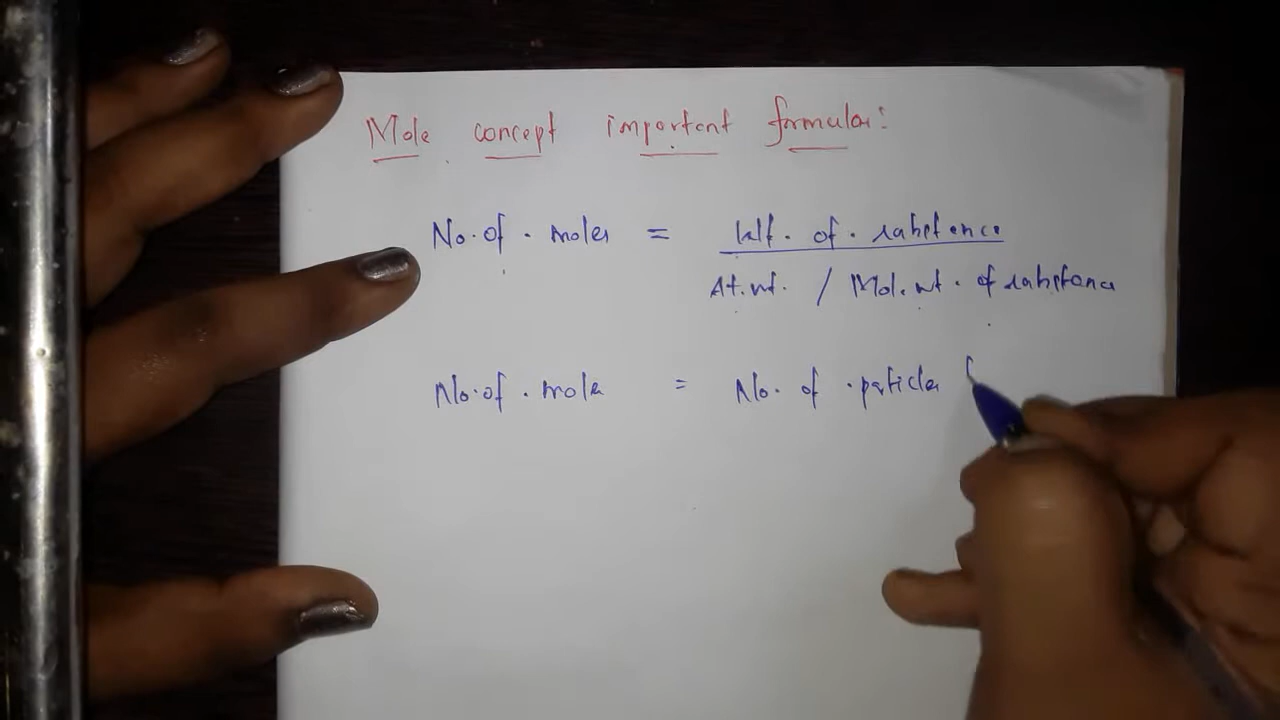 Mole concept important formulas:
No. of. moles = Wt. of. substance
At. wt. / Mol. wt. of substance
No. of. mole = No. of. particles